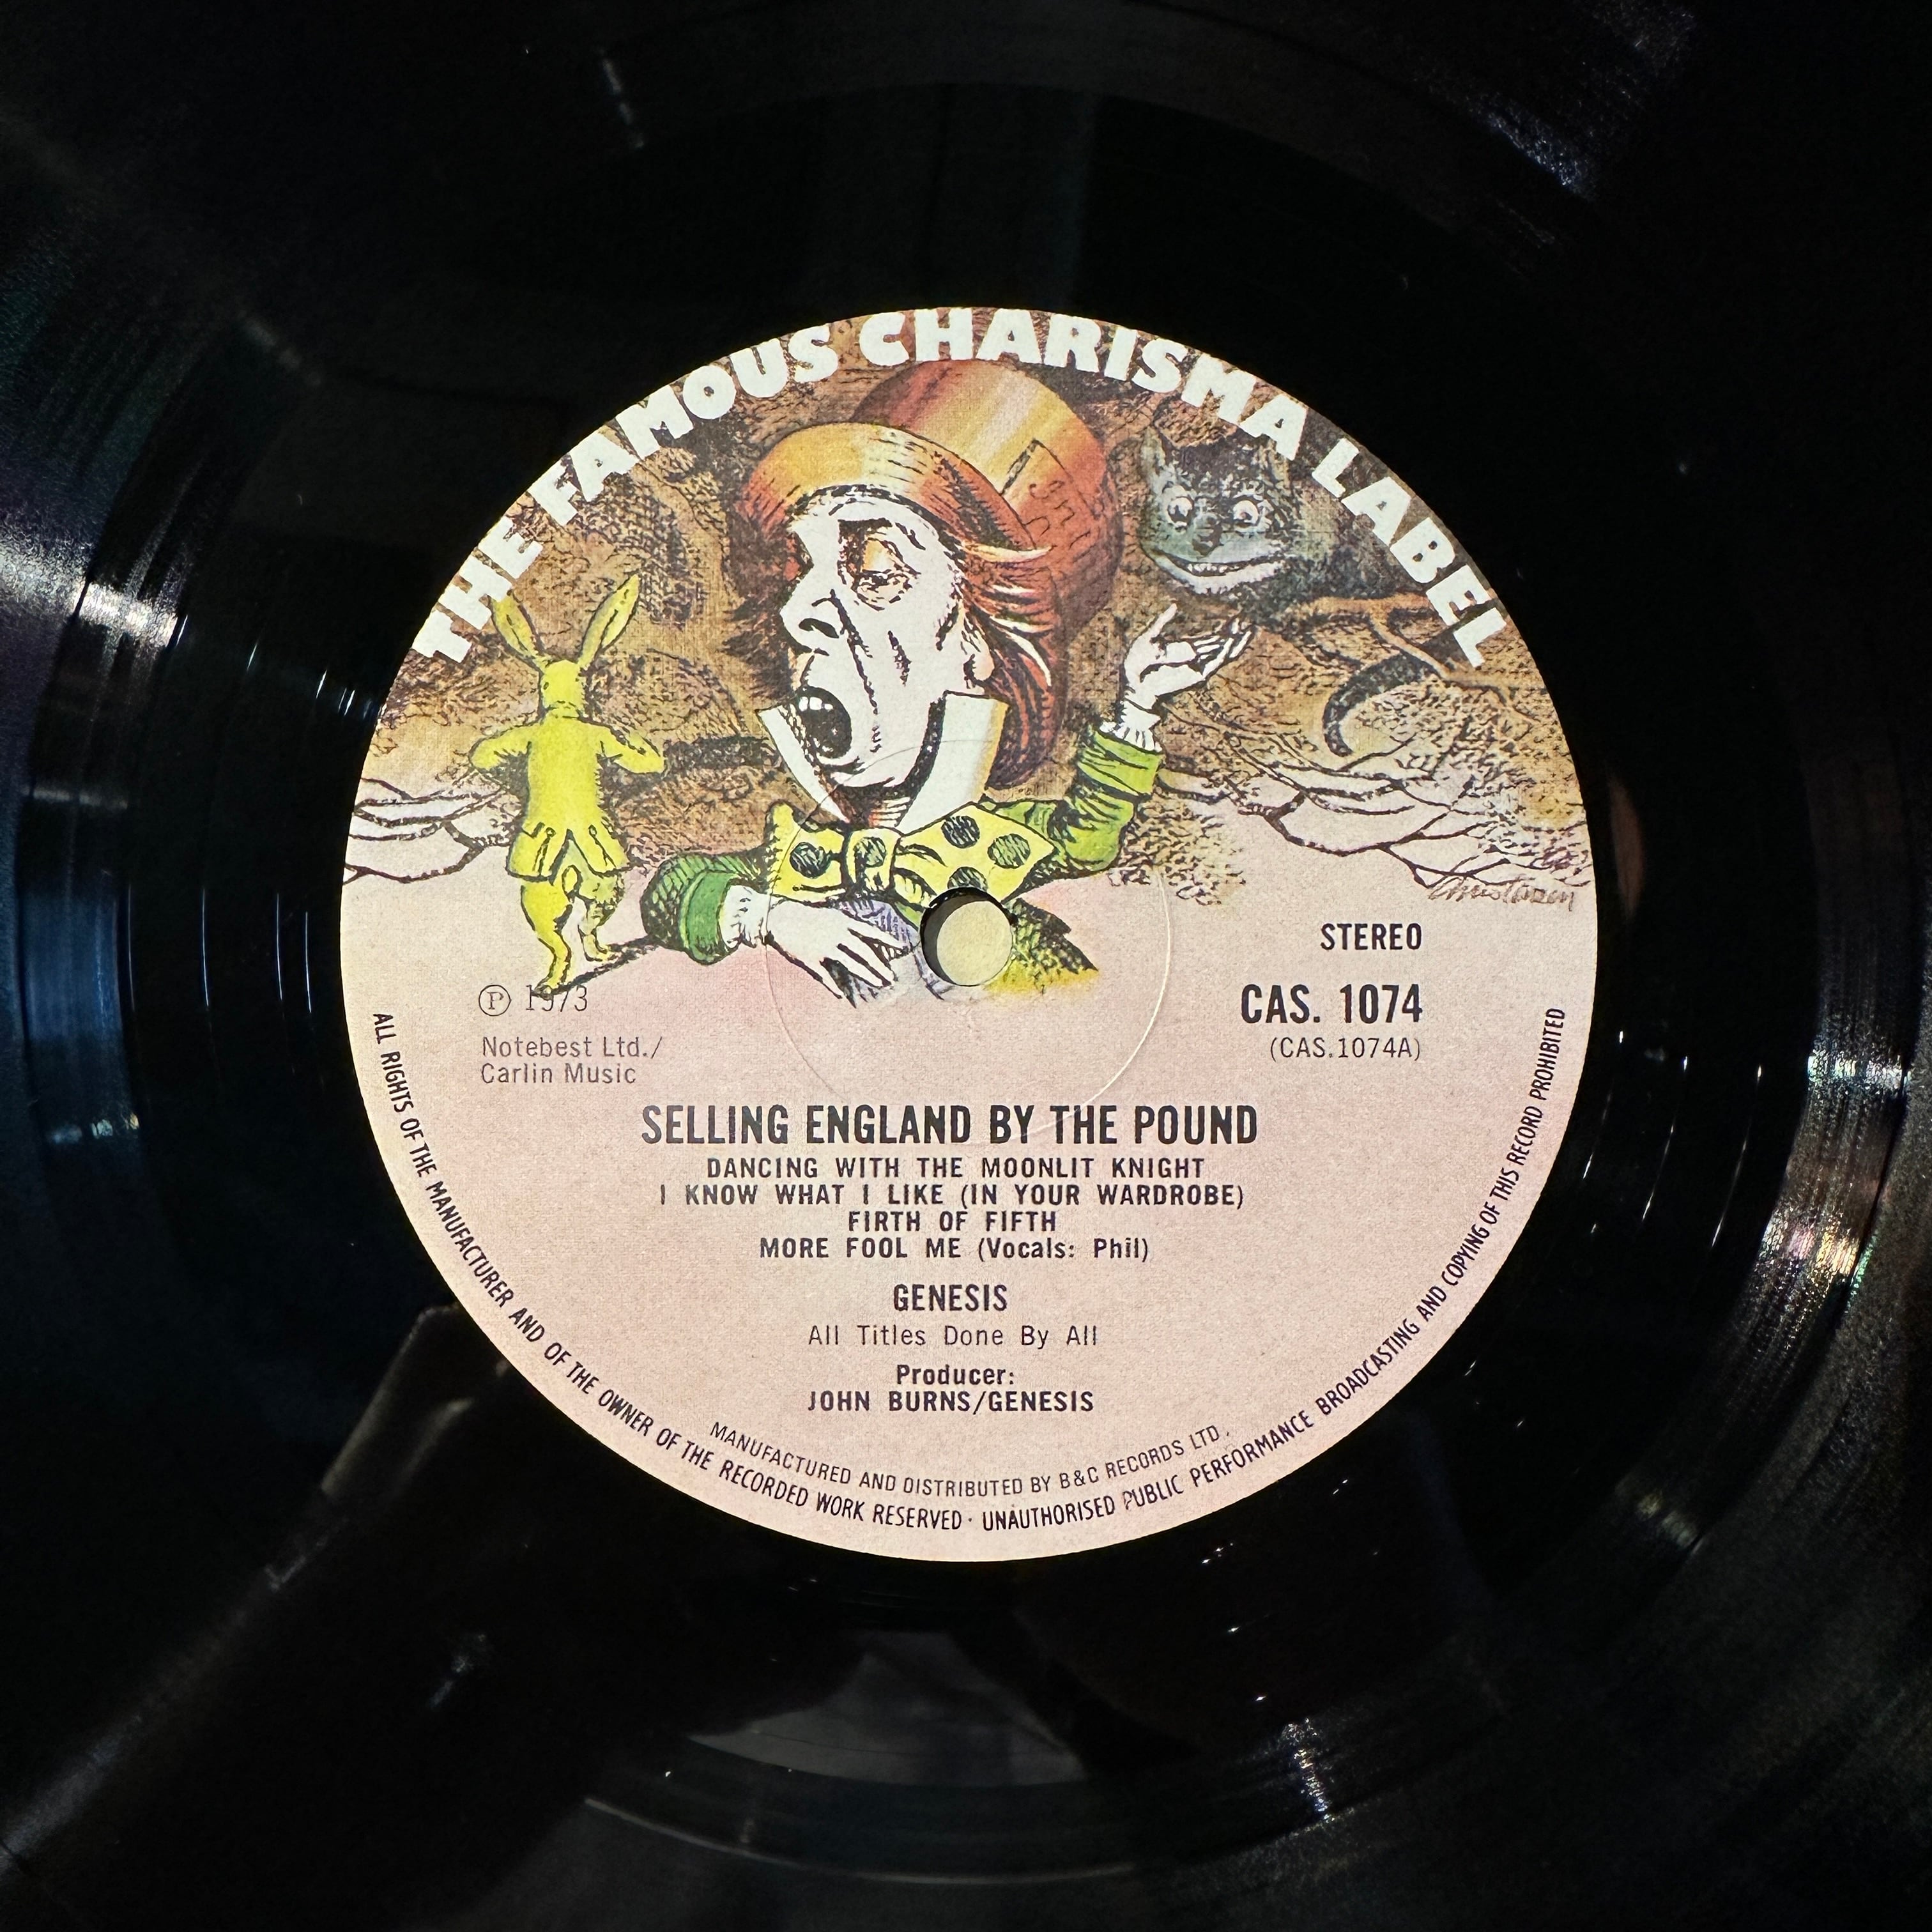 THE FAMOUS CHARISMA LABEL
In
STEREO
℗ 1973
CAS. 1074
(CAS.1074A)
Notebest Ltd./
Carlin Music
SELLING ENGLAND BY THE POUND
DANCING WITH THE MOONLIT KNIGHT
I KNOW WHAT I LIKE (IN YOUR WARDROBE)
FIRTH OF FIFTH
MORE FOOL ME (Vocals: Phil)
GENESIS
All Titles Done By All
Producer:
JOHN BURNS/GENESIS
MANUFACTURED AND DISTRIBUTED BY B&C RECORDS LTD.
ALL RIGHTS OF THE MANUFACTURER AND OF THE OWNER OF THE RECORDED WORK RESERVED · UNAUTHORISED PUBLIC PERFORMANCE BROADCASTING AND COPYING OF THIS RECORD PROHIBITED